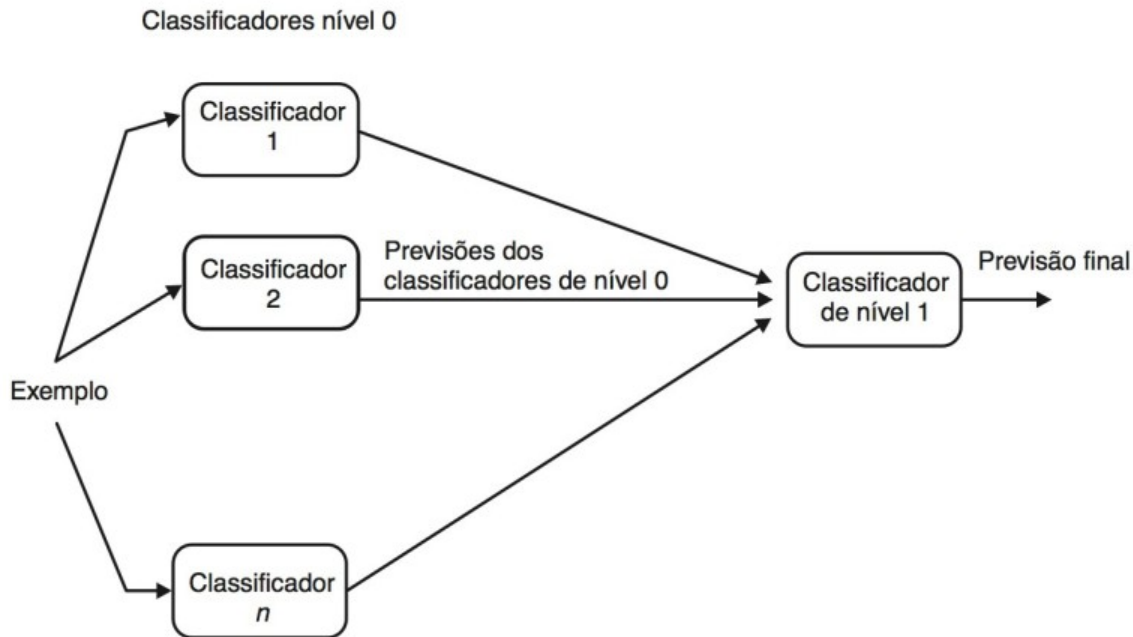 Classificadores nível 0
Classificador
1
Classificador
2
Previsões dos
classificadores de nível 0
Classificador
de nível 1
Previsão final
Exemplo
Classificador
n